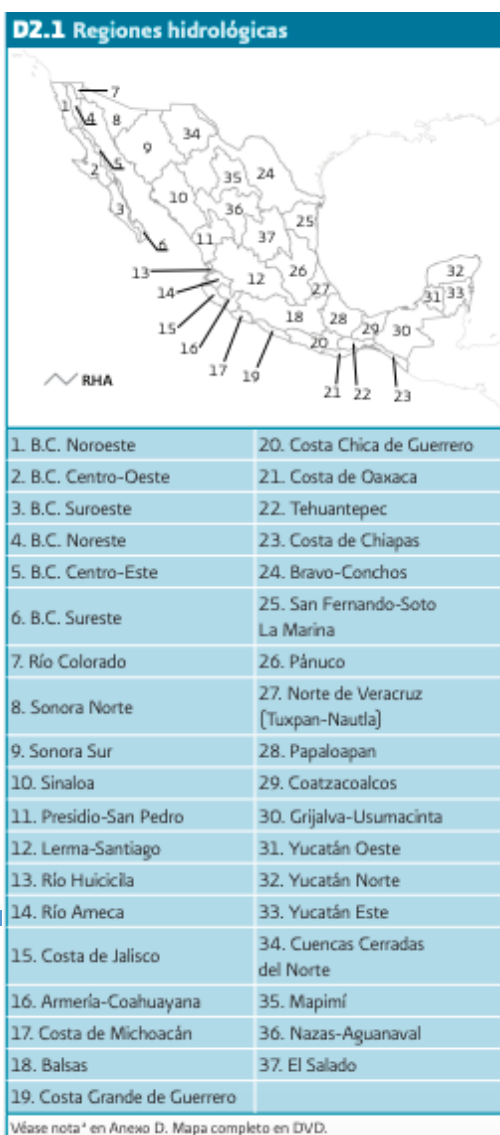 D2.1 Regiones hidrológicas
7
1
4
8
34
9
5
2
35
24
10
36
3
25
11
37
6
26
13
12
32
14
27
31
33
18
28
29
30
15
20
16
17
19
21
22
23
RHA
1. B.C. Noroeste
20. Costa Chica de Guerrero
2. B.C. Centro-Oeste
21. Costa de Oaxaca
3. B.C. Suroeste
22. Tehuantepec
4. B.C. Noreste
23. Costa de Chiapas
5. B.C. Centro-Este
24. Bravo-Conchos
6. B.C. Sureste
25. San Fernando-Soto
La Marina
7. Río Colorado
26. Pánuco
8. Sonora Norte
27. Norte de Veracruz
(Tuxpan-Nautla)
9. Sonora Sur
28. Papaloapan
10. Sinaloa
29. Coatzacoalcos
11. Presidio-San Pedro
30. Grijalva-Usumacinta
12. Lerma-Santiago
31. Yucatán Oeste
13. Río Huicicila
32. Yucatán Norte
14. Río Ameca
33. Yucatán Este
15. Costa de Jalisco
34. Cuencas Cerradas
del Norte
16. Armería-Coahuayana
35. Mapimí
17. Costa de Michoacán
36. Nazas-Aguanaval
18. Balsas
37. El Salado
19. Costa Grande de Guerrero
Véase nota en Anexo D. Mapa completo en DVD.